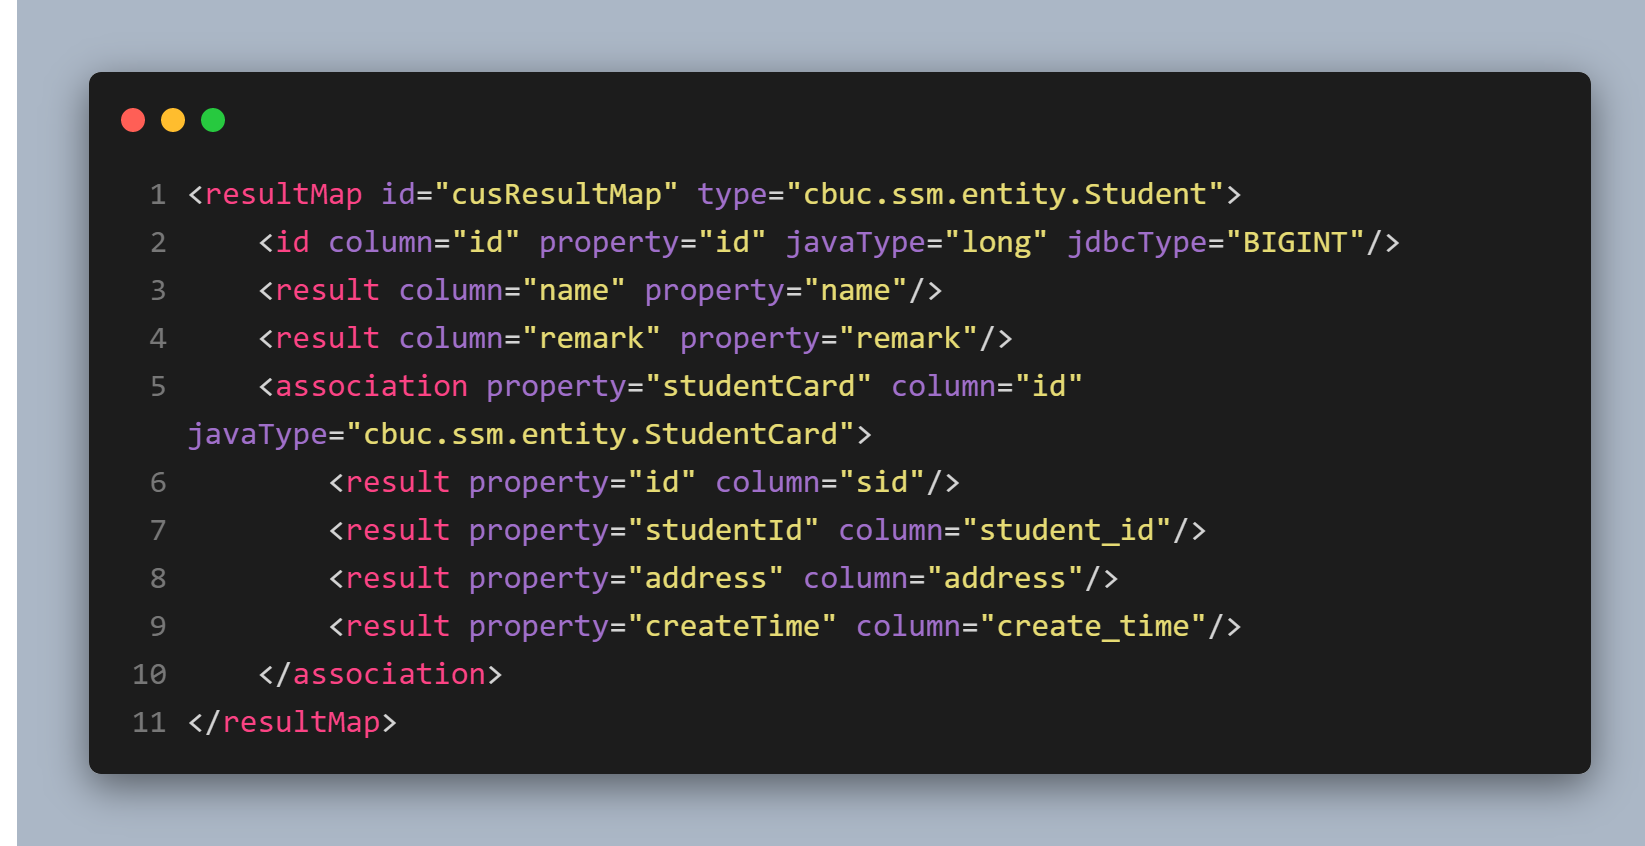 1 <resultMap id="cusResultMap" type="cbuc.ssm.entity.Student">
2     <id column="id" property="id" javaType="long" jdbcType="BIGINT"/>
3     <result column="name" property="name"/>
4     <result column="remark" property="remark"/>
5     <association property="studentCard" column="id"
javaType="cbuc.ssm.entity.StudentCard">
6         <result property="id" column="sid"/>
7         <result property="studentId" column="student_id"/>
8         <result property="address" column="address"/>
9         <result property="createTime" column="create_time"/>
10     </association>
11 </resultMap>